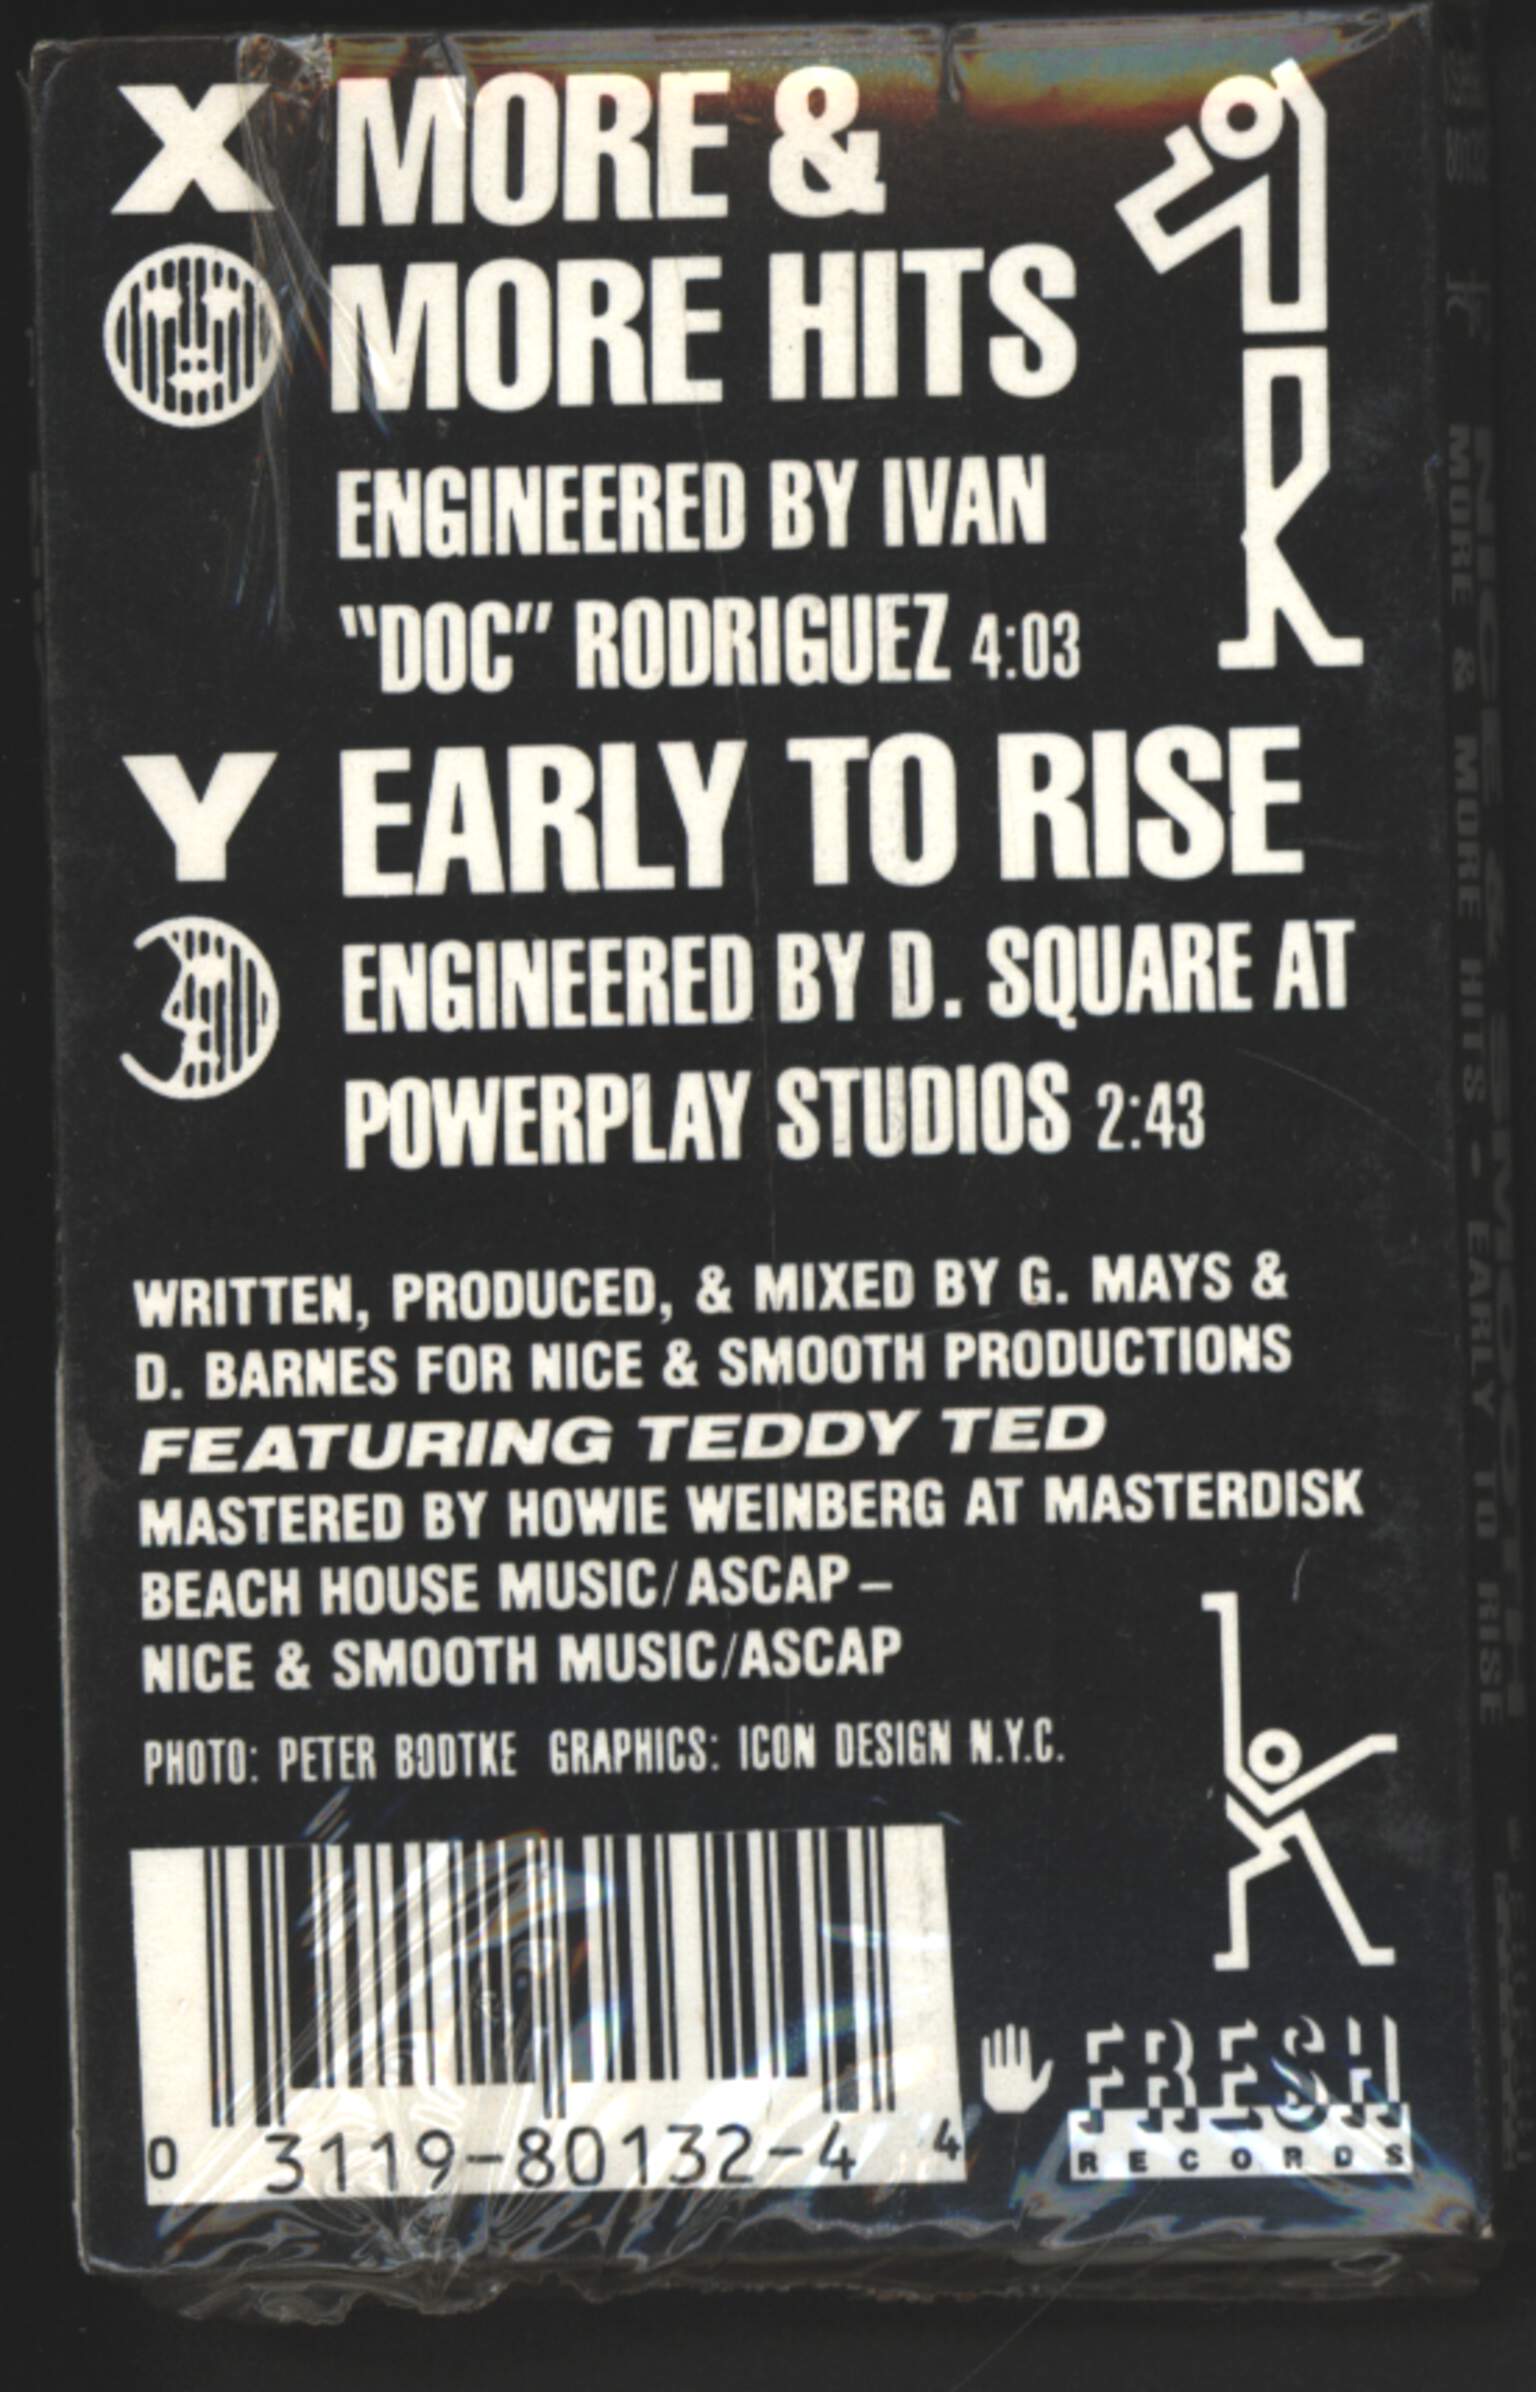 X MORE &
MORE HITS
ENGINEERED BY IVAN
"DOC" RODRIGUEZ 4:03
Y EARLY TO RISE
ENGINEERED BY D. SQUARE AT
POWERPLAY STUDIOS 2:43
WRITTEN, PRODUCED, & MIXED BY G. MAYS &
D. BARNES FOR NICE & SMOOTH PRODUCTIONS
FEATURING TEDDY TED
MASTERED BY HOWIE WEINBERG AT MASTERDISK
BEACH HOUSE MUSIC/ASCAP –
NICE & SMOOTH MUSIC/ASCAP
PHOTO: PETER BODTKE GRAPHICS: ICON DESIGN N.Y.C.
0 3119-80132-4 4
FRESH
RECORDS
NICE & SMOOTH
MORE & MORE HITS - EARLY TO RISE